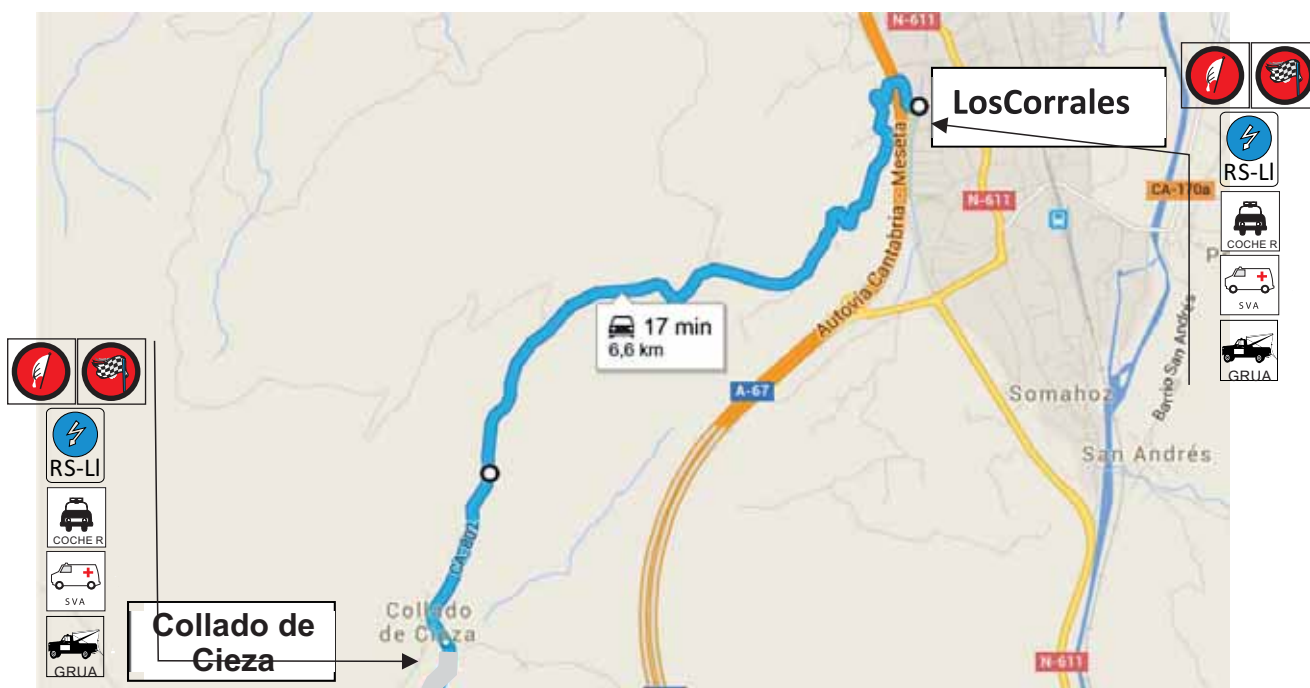 N-611
LosCorrales
RS-LI
COCHE R
SVA
GRUA
CA-170a
N-611
Autovía Cantabria - Meseta
Barrio San Andrés
17 min
6,6 km
A-67
Somahoz
San Andrés
RS-LI
COCHE R
SVA
GRUA
CA-802
Collado
de Cieza
Collado de
Cieza
N-611